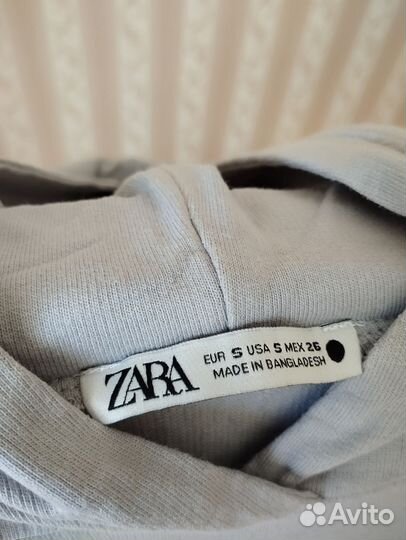 ZARA
EUR S USA S MEX 26
MADE IN BANGLADESH
Avito